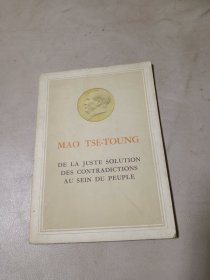 MAO TSE-TOUNG
DE LA JUSTE SOLUTION
DES CONTRADICTIONS
AU SEIN DU PEUPLE